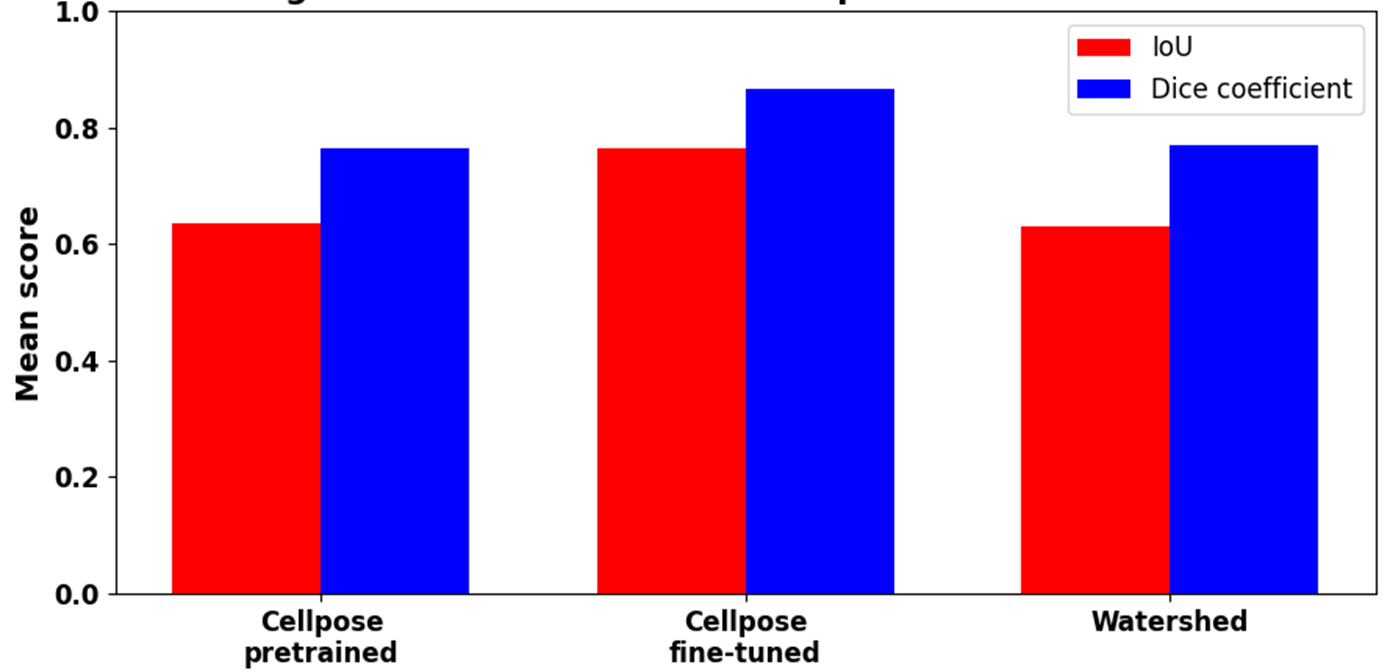 1.0
0.8
0.6
0.4
0.2
0.0
Mean score
IoU
Dice coefficient
Cellpose
pretrained
Cellpose
fine-tuned
Watershed